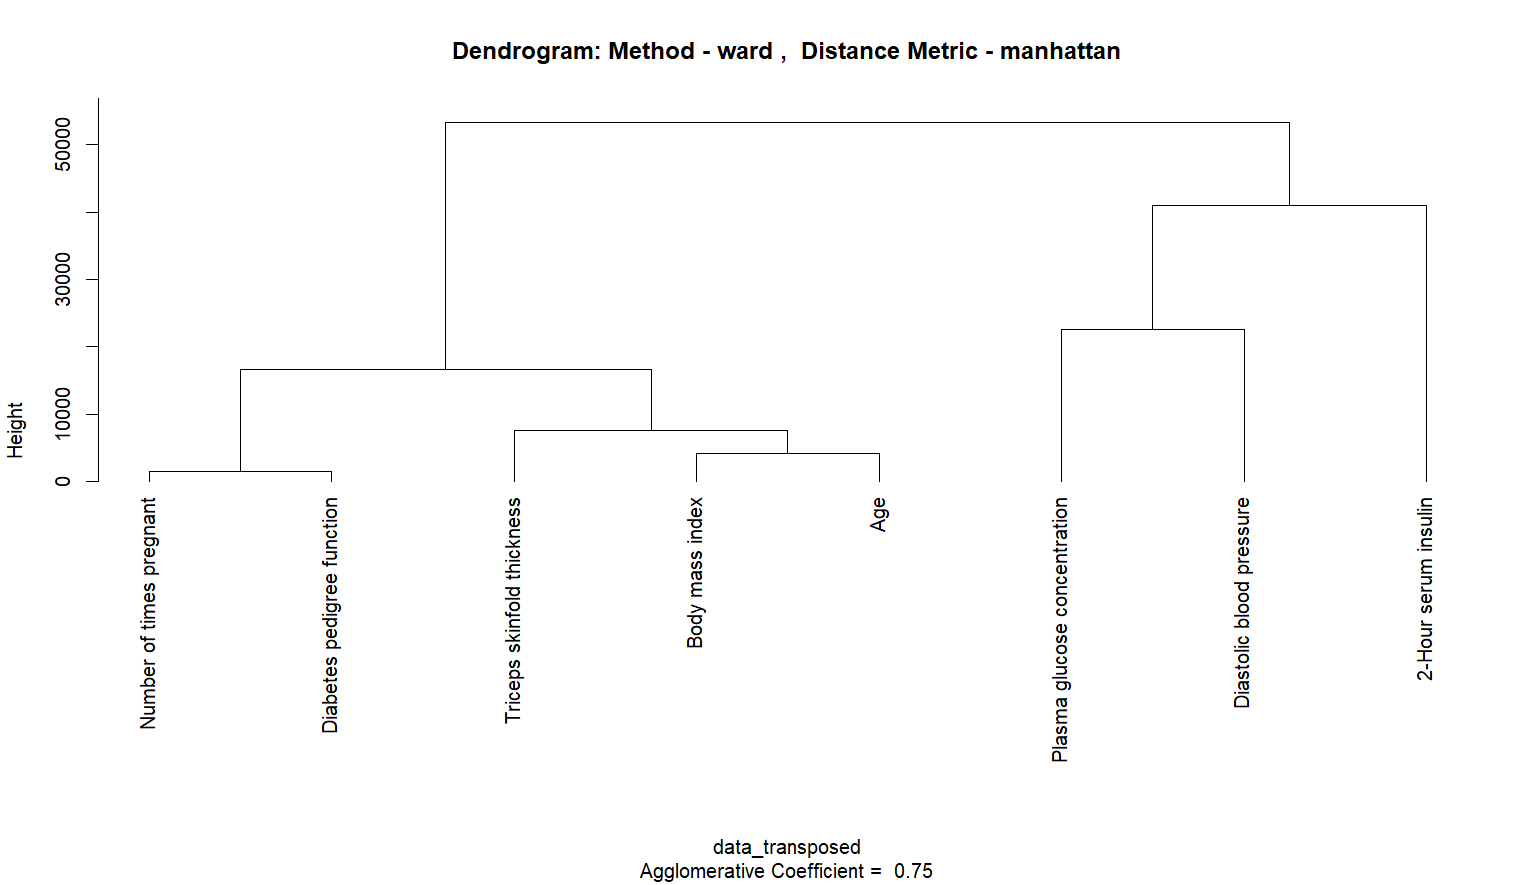 Dendrogram: Method - ward ,  Distance Metric - manhattan
Height
50000
30000
10000
0
Number of times pregnant
Diabetes pedigree function
Triceps skinfold thickness
Body mass index
Age
Plasma glucose concentration
Diastolic blood pressure
2-Hour serum insulin
data_transposed
Agglomerative Coefficient =  0.75